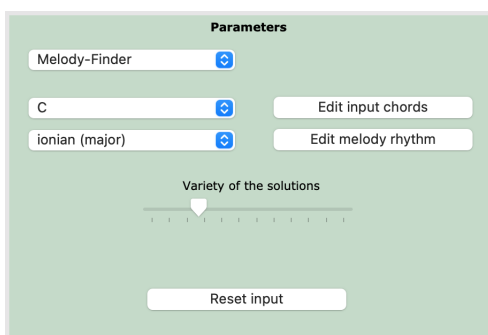 Parameters
Melody-Finder
C
Edit input chords
ionian (major)
Edit melody rhythm
Variety of the solutions
Reset input